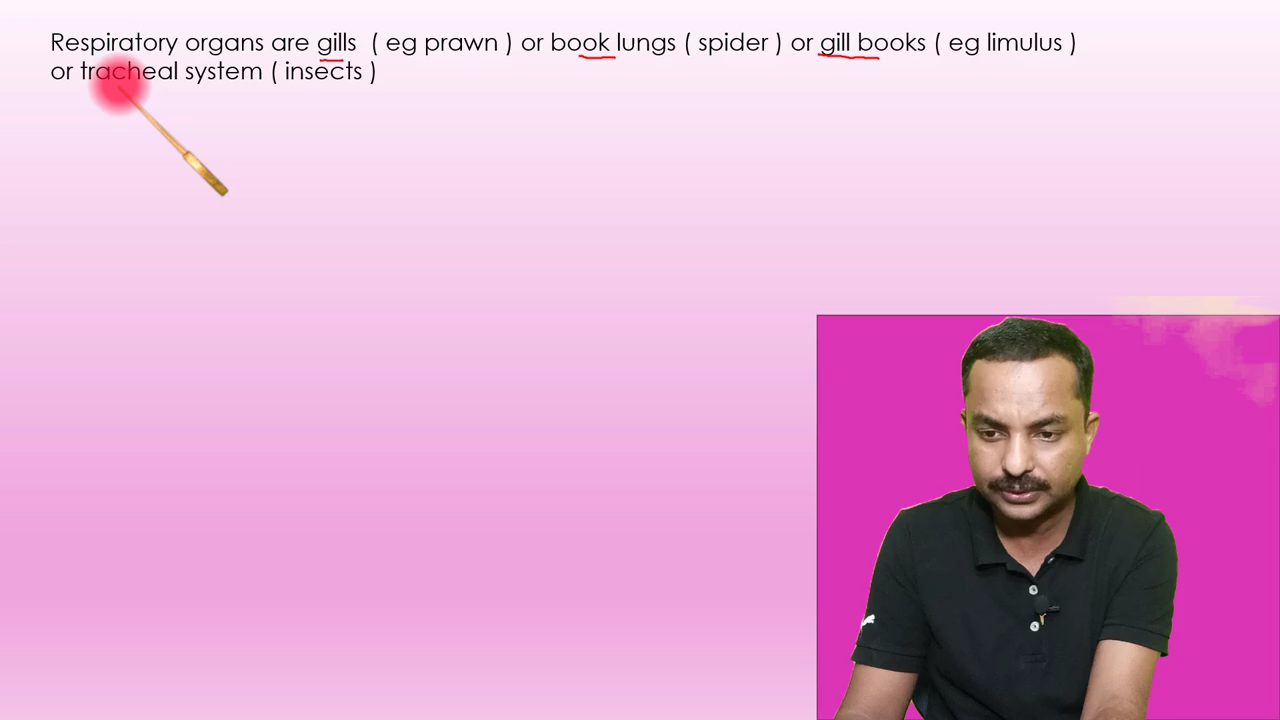 Respiratory organs are gills ( eg prawn ) or book lungs ( spider ) or gill books ( eg limulus )
or tracheal system ( insects )